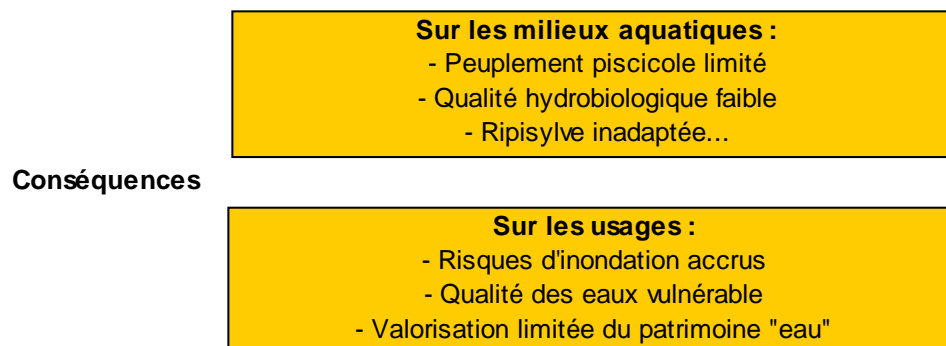 Sur les milieux aquatiques :
- Peuplement piscicole limité
- Qualité hydrobiologique faible
- Ripisylve inadaptée...
Conséquences
Sur les usages :
- Risques d'inondation accrus
- Qualité des eaux vulnérable
- Valorisation limitée du patrimoine "eau"